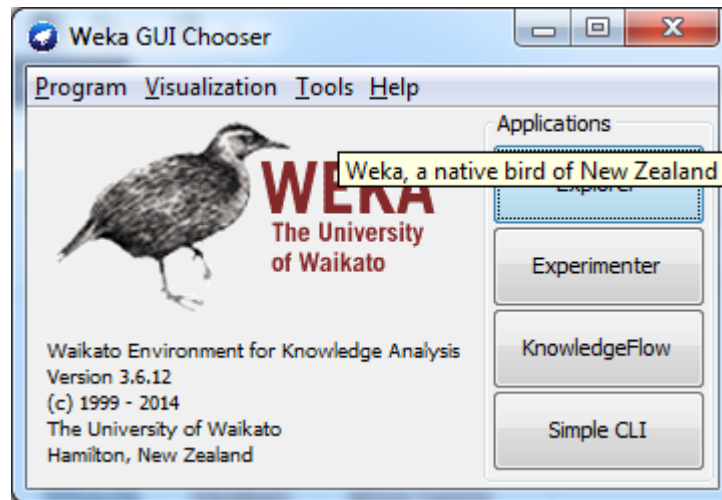 Weka GUI Chooser
Program Visualization Tools Help
Applications
WEKA
Weka, a native bird of New Zealand
Explorer
The University
of Waikato
Experimenter
KnowledgeFlow
Simple CLI
Waikato Environment for Knowledge Analysis
Version 3.6.12
(c) 1999 - 2014
The University of Waikato
Hamilton, New Zealand